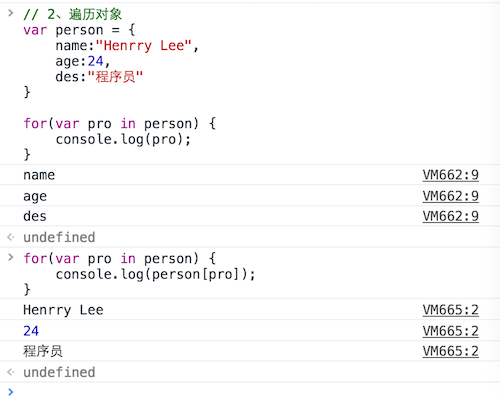 // 2、遍历对象
var person = {
    name:"Henrry Lee",
    age:24,
    des:"程序员"
}
for(var pro in person) {
    console.log(pro);
}
name VM662:9
age VM662:9
des VM662:9
undefined
for(var pro in person) {
    console.log(person[pro]);
}
Henrry Lee VM665:2
24 VM665:2
程序员 VM665:2
undefined